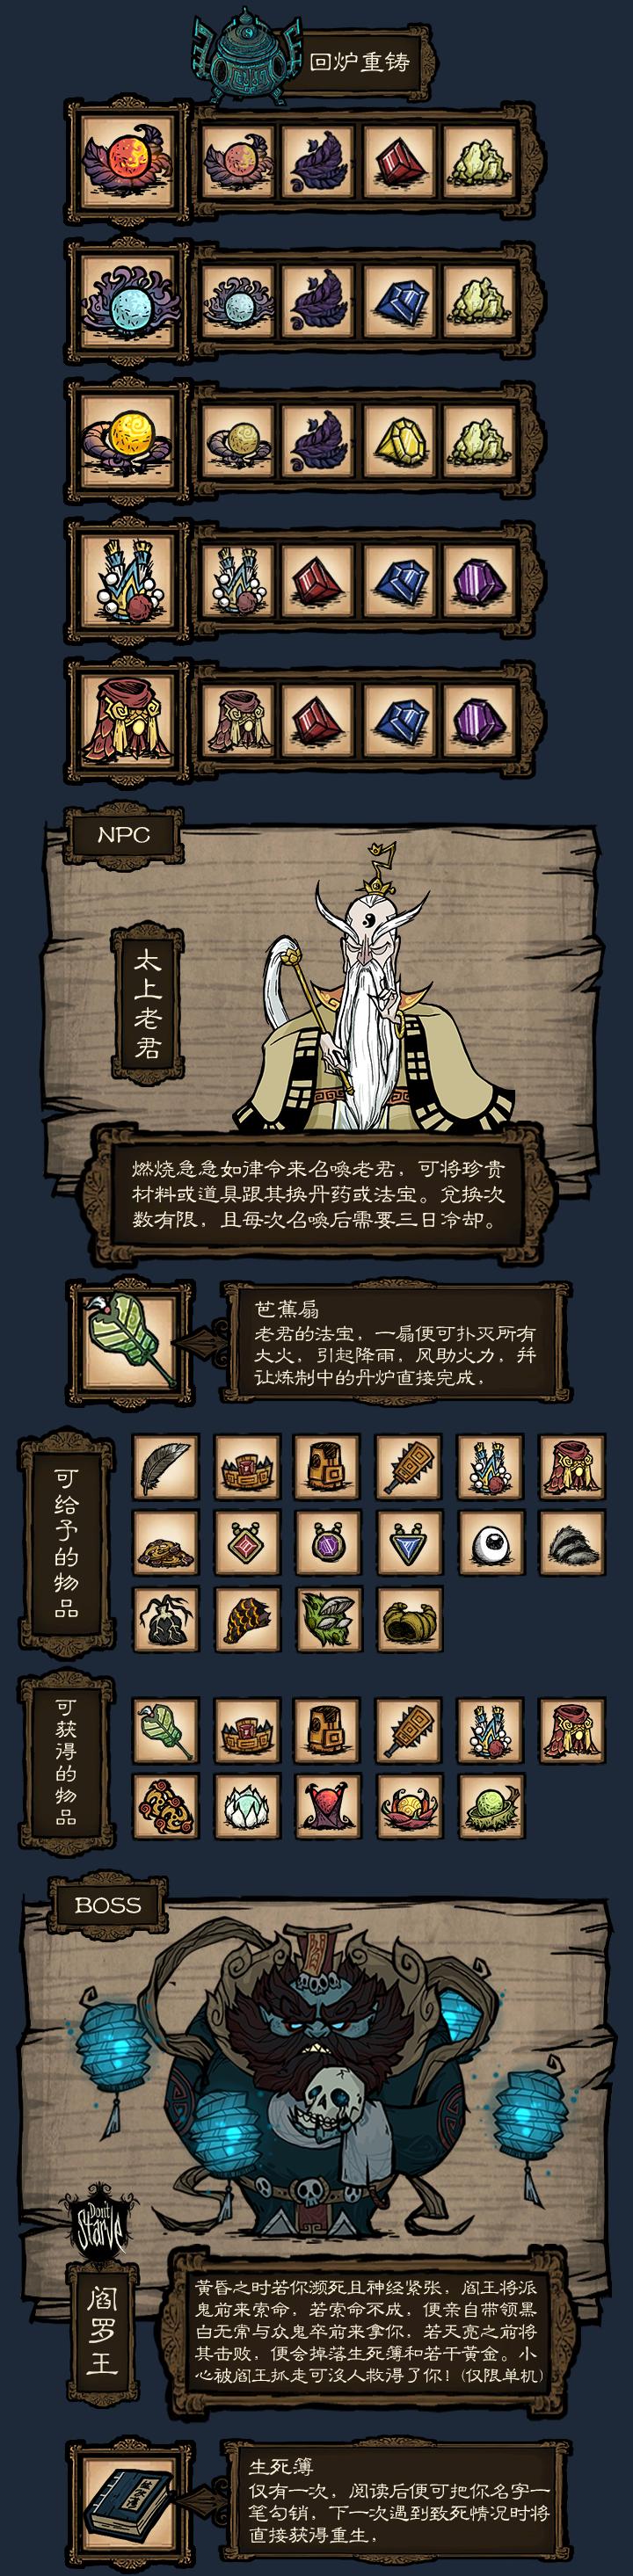 回炉重铸
NPC
太上老君
燃烧急急如律令来召唤老君，可将珍贵
材料或道具跟其换丹药或法宝。兑换次
数有限，且每次召唤后需要三日冷却。
芭蕉扇
老君的法宝，一扇便可扑灭所有
大火，引起降雨，风助火力，并
让炼制中的丹炉直接完成，
可给予的物品
可获得的物品
BOSS
閻
Don't
Starve
阎罗王
黄昏之时若你濒死且神经紧张，阎王将派
鬼前来索命，若索命不成，便亲自带领黑
白无常与众鬼卒前来拿你，若天亮之前将
其击败，便会掉落生死簿和若干黄金。小
心被阎王抓走可没人救得了你！(仅限单机)
生死簿
仅有一次，阅读后便可把你名字一
笔勾销，下一次遇到致死情况时将
直接获得重生，